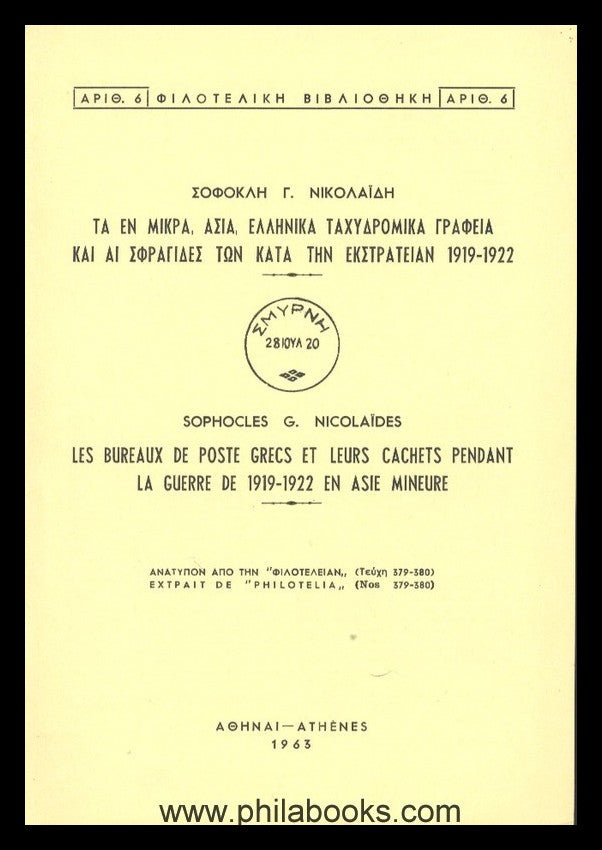 ΑΡΙΘ. 6 ΦΙΛΟΤΕΛΙΚΗ ΒΙΒΛΙΟΘΗΚΗ ΑΡΙΘ. 6
ΣΟΦΟΚΛΗ Γ. ΝΙΚΟΛΑΪΔΗ
ΤΑ ΕΝ ΜΙΚΡΑ, ΑΣΙΑ, ΕΛΛΗΝΙΚΑ ΤΑΧΥΔΡΟΜΙΚΑ ΓΡΑΦΕΙΑ
ΚΑΙ ΑΙ ΣΦΡΑΓΙΔΕΣ ΤΩΝ ΚΑΤΑ ΤΗΝ ΕΚΣΤΡΑΤΕΙΑΝ 1919-1922
ΣΜΥΡΝΗ
28 ΙΟΥΛ 20
SOPHOCLES G. NICOLAÏDES
LES BUREAUX DE POSTE GRECS ET LEURS CACHETS PENDANT
LA GUERRE DE 1919-1922 EN ASIE MINEURE
ΑΝΑΤΥΠΟΝ ΑΠΟ ΤΗΝ "ΦΙΛΟΤΕΛΕΙΑΝ,, (Τεύχη 379-380)
EXTRAIT DE "PHILOTELIA,, (Nos 379-380)
ΑΘΗΝΑΙ—ATHÈNES
1963
www.philabooks.com